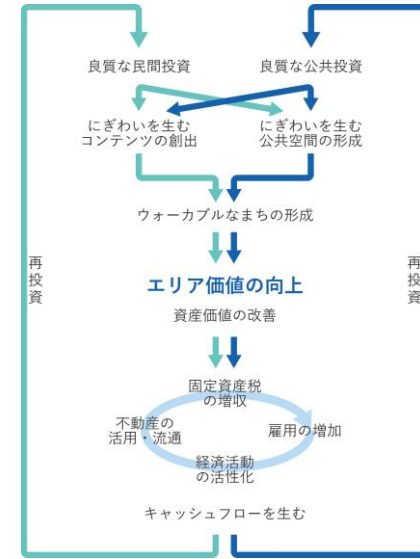 良質な民間投資
良質な公共投資
にぎわいを生む
コンテンツの創出
にぎわいを生む
公共空間の形成
ウォーカブルなまちの形成
再投資
再投資
エリア価値の向上
資産価値の改善
固定資産税
の増収
不動産の
活用・流通
雇用の増加
経済活動
の活性化
キャッシュフローを生む